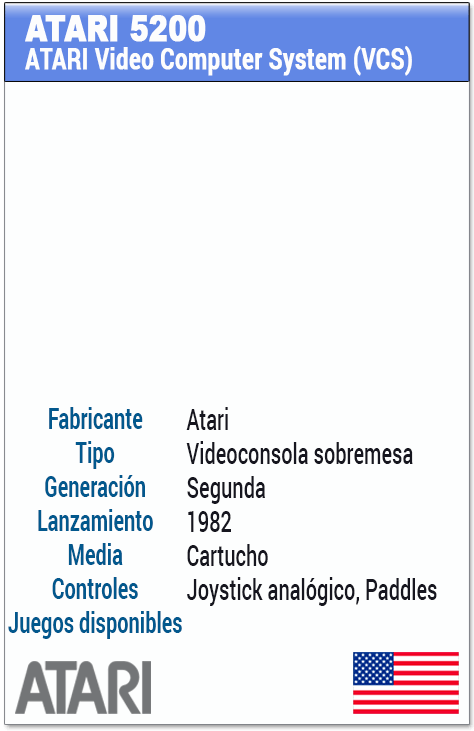 ATARI 5200
ATARI Video Computer System (VCS)
Fabricante Atari
Tipo Videoconsola sobremesa
Generación Segunda
Lanzamiento 1982
Media Cartucho
Controles Joystick analógico, Paddles
Juegos disponibles
ATARI